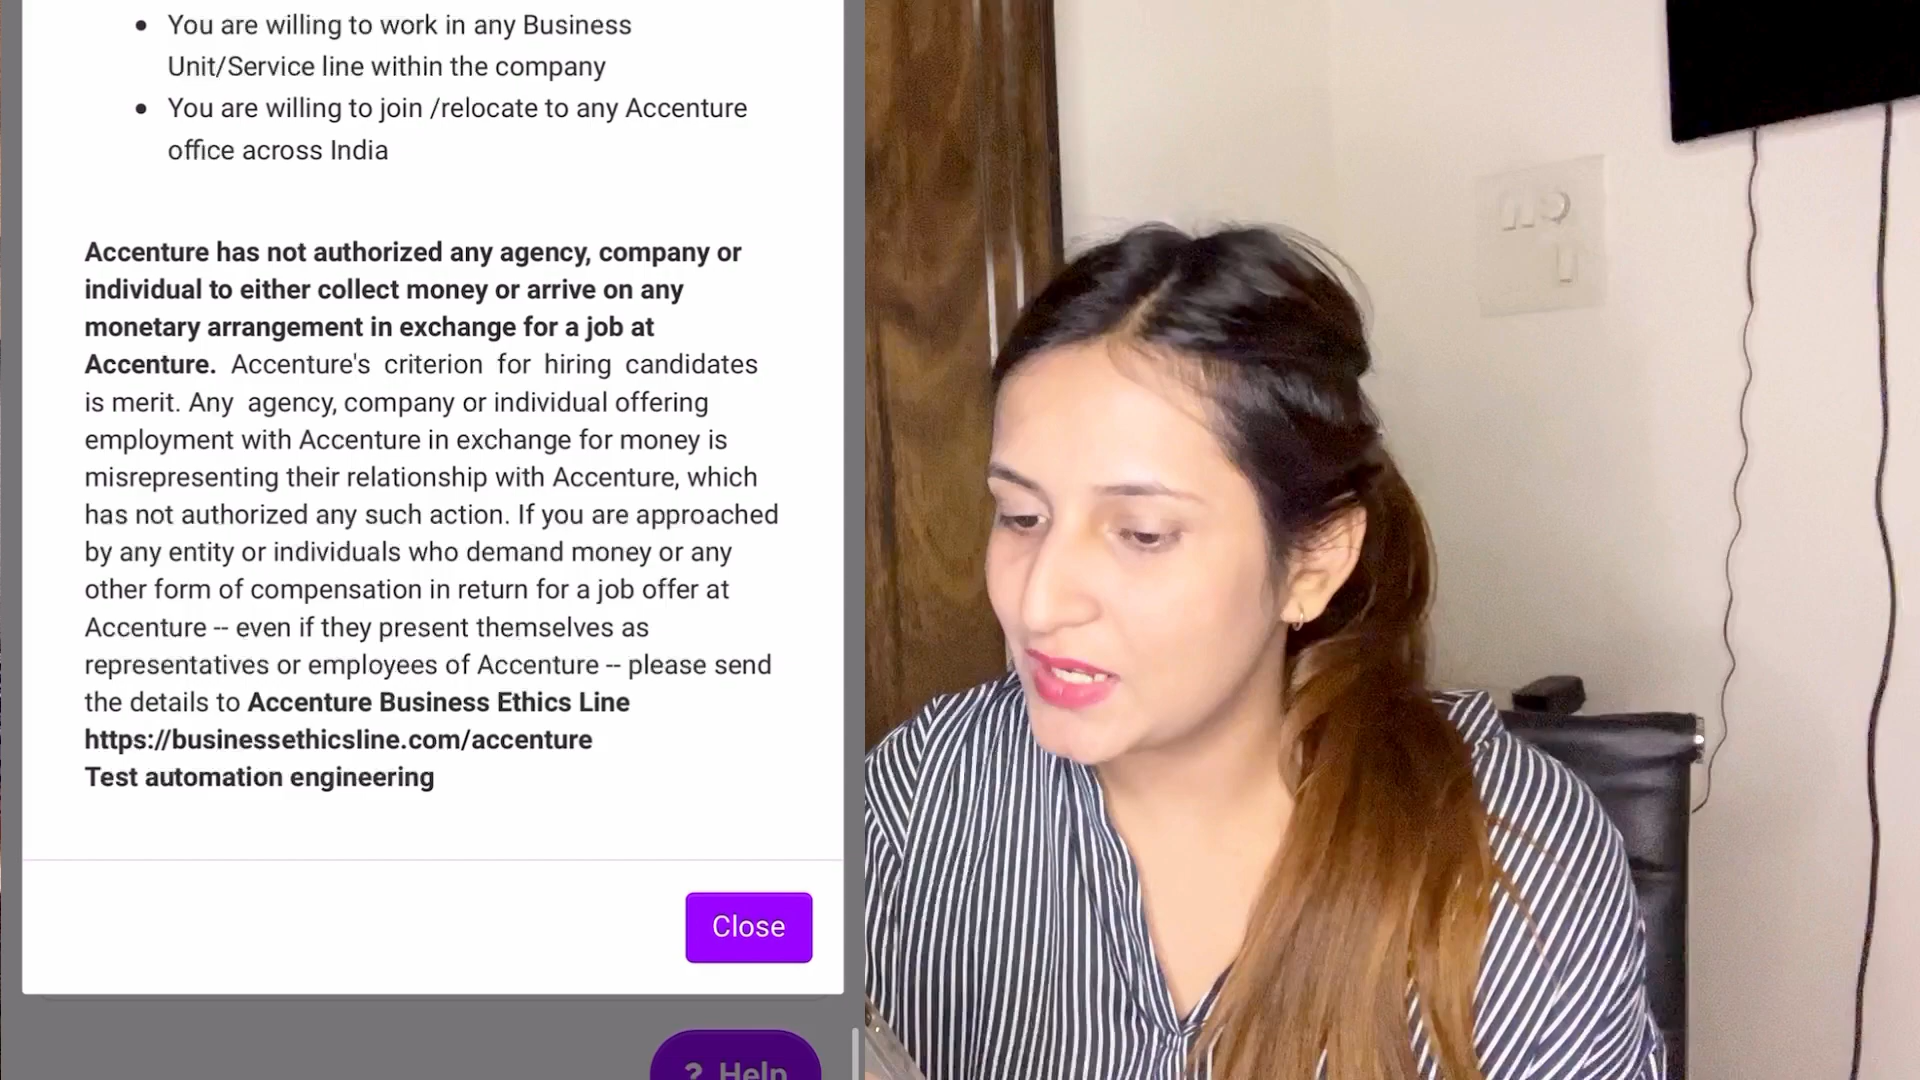 You are willing to work in any Business
Unit/Service line within the company
You are willing to join /relocate to any Accenture
office across India
Accenture has not authorized any agency, company or
individual to either collect money or arrive on any
monetary arrangement in exchange for a job at
Accenture. Accenture's criterion for hiring candidates
is merit. Any agency, company or individual offering
employment with Accenture in exchange for money is
misrepresenting their relationship with Accenture, which
has not authorized any such action. If you are approached
by any entity or individuals who demand money or any
other form of compensation in return for a job offer at
Accenture -- even if they present themselves as
representatives or employees of Accenture -- please send
the details to Accenture Business Ethics Line
https://businessethicsline.com/accenture
Test automation engineering
Close
? Help